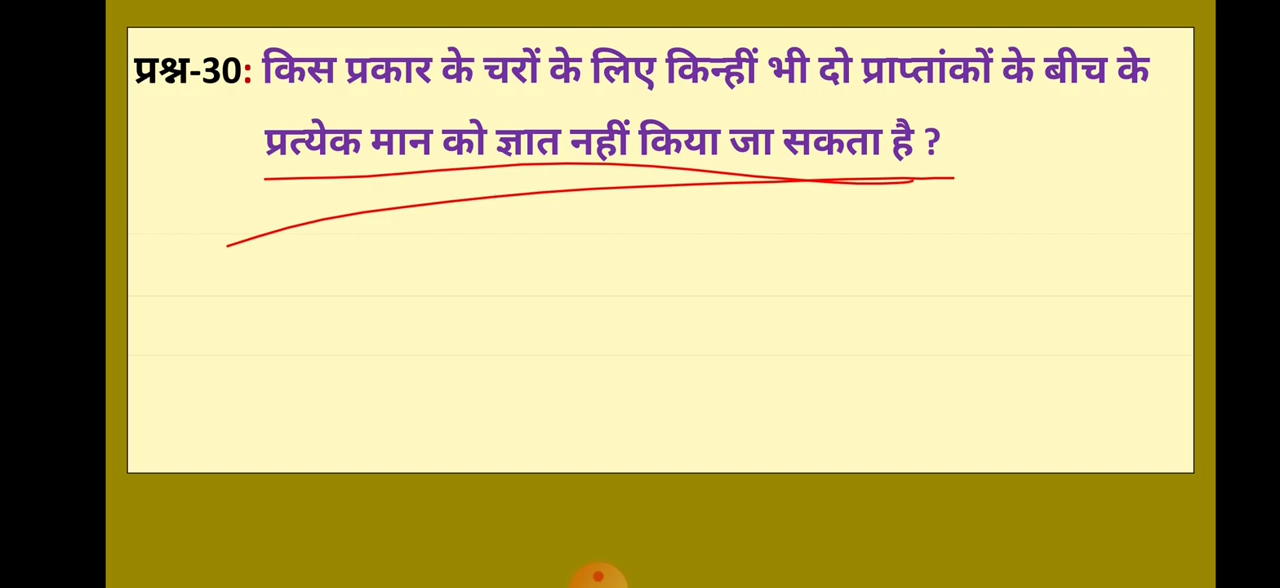 प्रश्न-30: किस प्रकार के चरों के लिए किन्हीं भी दो प्राप्तांकों के बीच के
प्रत्येक मान को ज्ञात नहीं किया जा सकता है ?